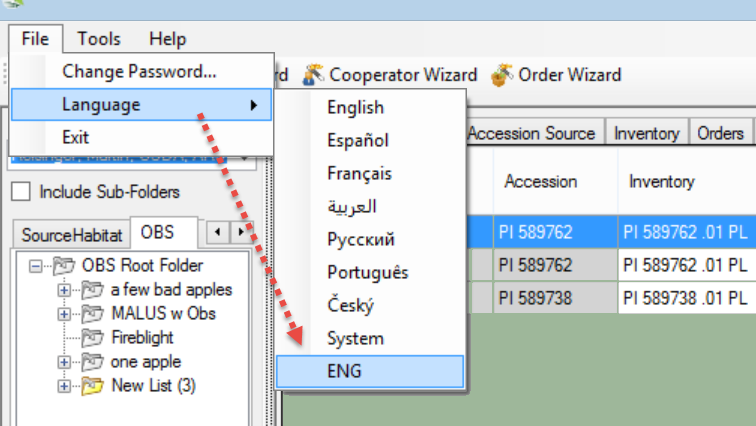 File Tools Help
Change Password...
Language
Exit
Cooperator Wizard Order Wizard
English
Español
Français
العربية
Русский
Português
Český
System
ENG
Include Sub-Folders
SourceHabitat OBS
OBS Root Folder
a few bad apples
MALUS w Obs
Fireblight
one apple
New List (3)
Accession Source Inventory Orders
Accession Inventory
PI 589762 PI 589762 .01 PL
PI 589762 PI 589762 .01 PL
PI 589738 PI 589738 .01 PL